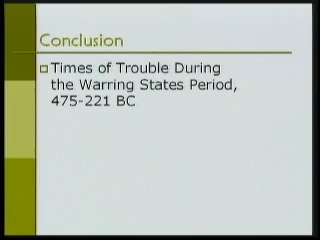 Conclusion
Times of Trouble During
the Warring States Period,
475-221 BC